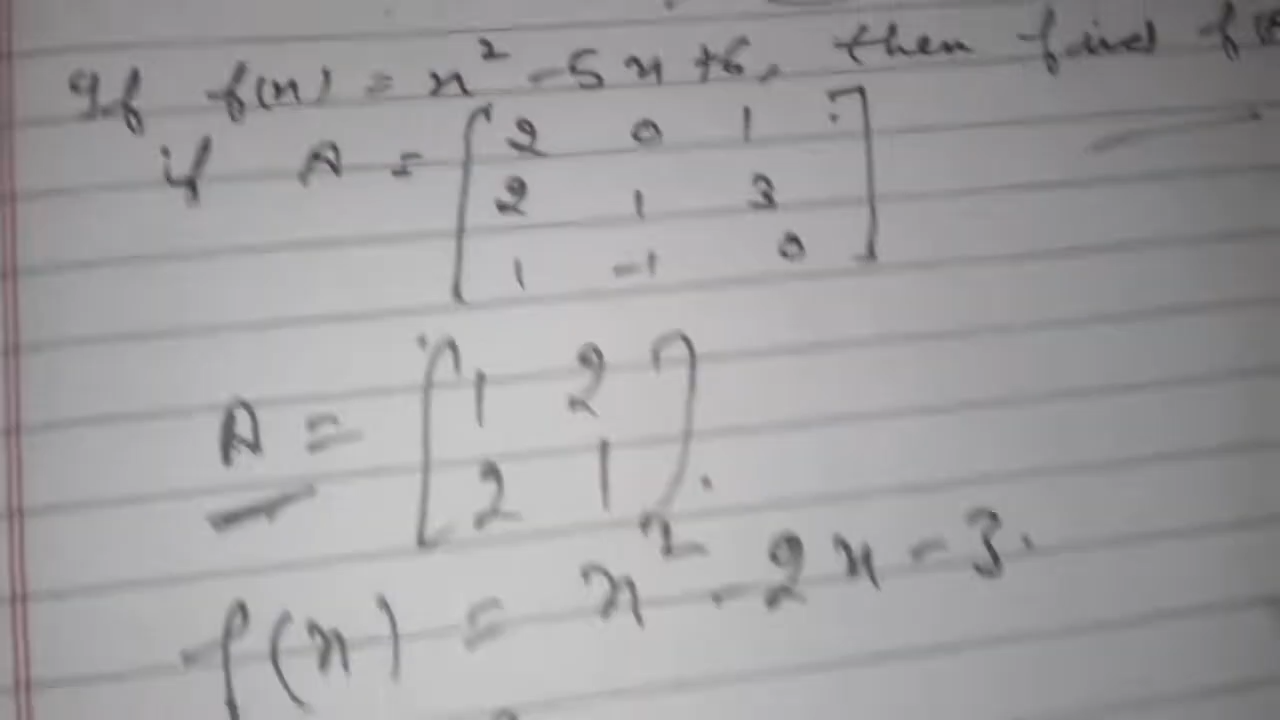 If f(x) = x² - 5x + 6, then find
if A = [ 2 0 1
2 1 3
1 -1 0 ]
A = [ 1 2
2 1 ].
f(x) = x² - 2x - 3.